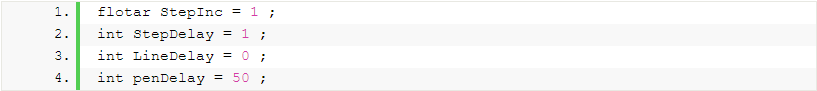 1. flotar StepInc = 1 ;
2. int StepDelay = 1 ;
3. int LineDelay = 0 ;
4. int penDelay = 50 ;